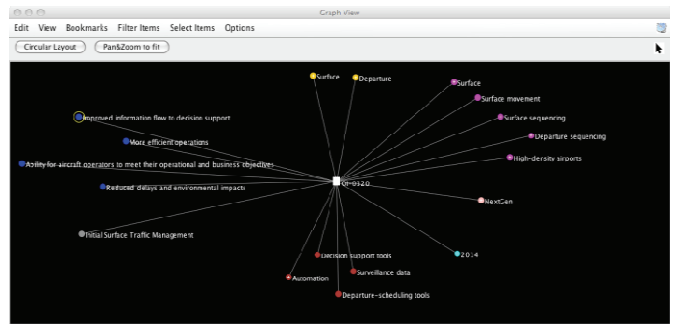 Graph View
Edit View Bookmarks Filter Items Select Items Options
Circular Layout Pan&Zoom to fit
Surface
Departure
Surface
Surface movement
Improved information flow to decision support
Surface sequencing
Departure sequencing
More efficient operations
High-density airports
Ability for aircraft operators to meet their operational and business objectives
OI-0320
Reduced delays and environmental impacts
NextGen
Initial Surface Traffic Management
Decision support tools
2014
Surveillance data
Automation
Departure-scheduling tools